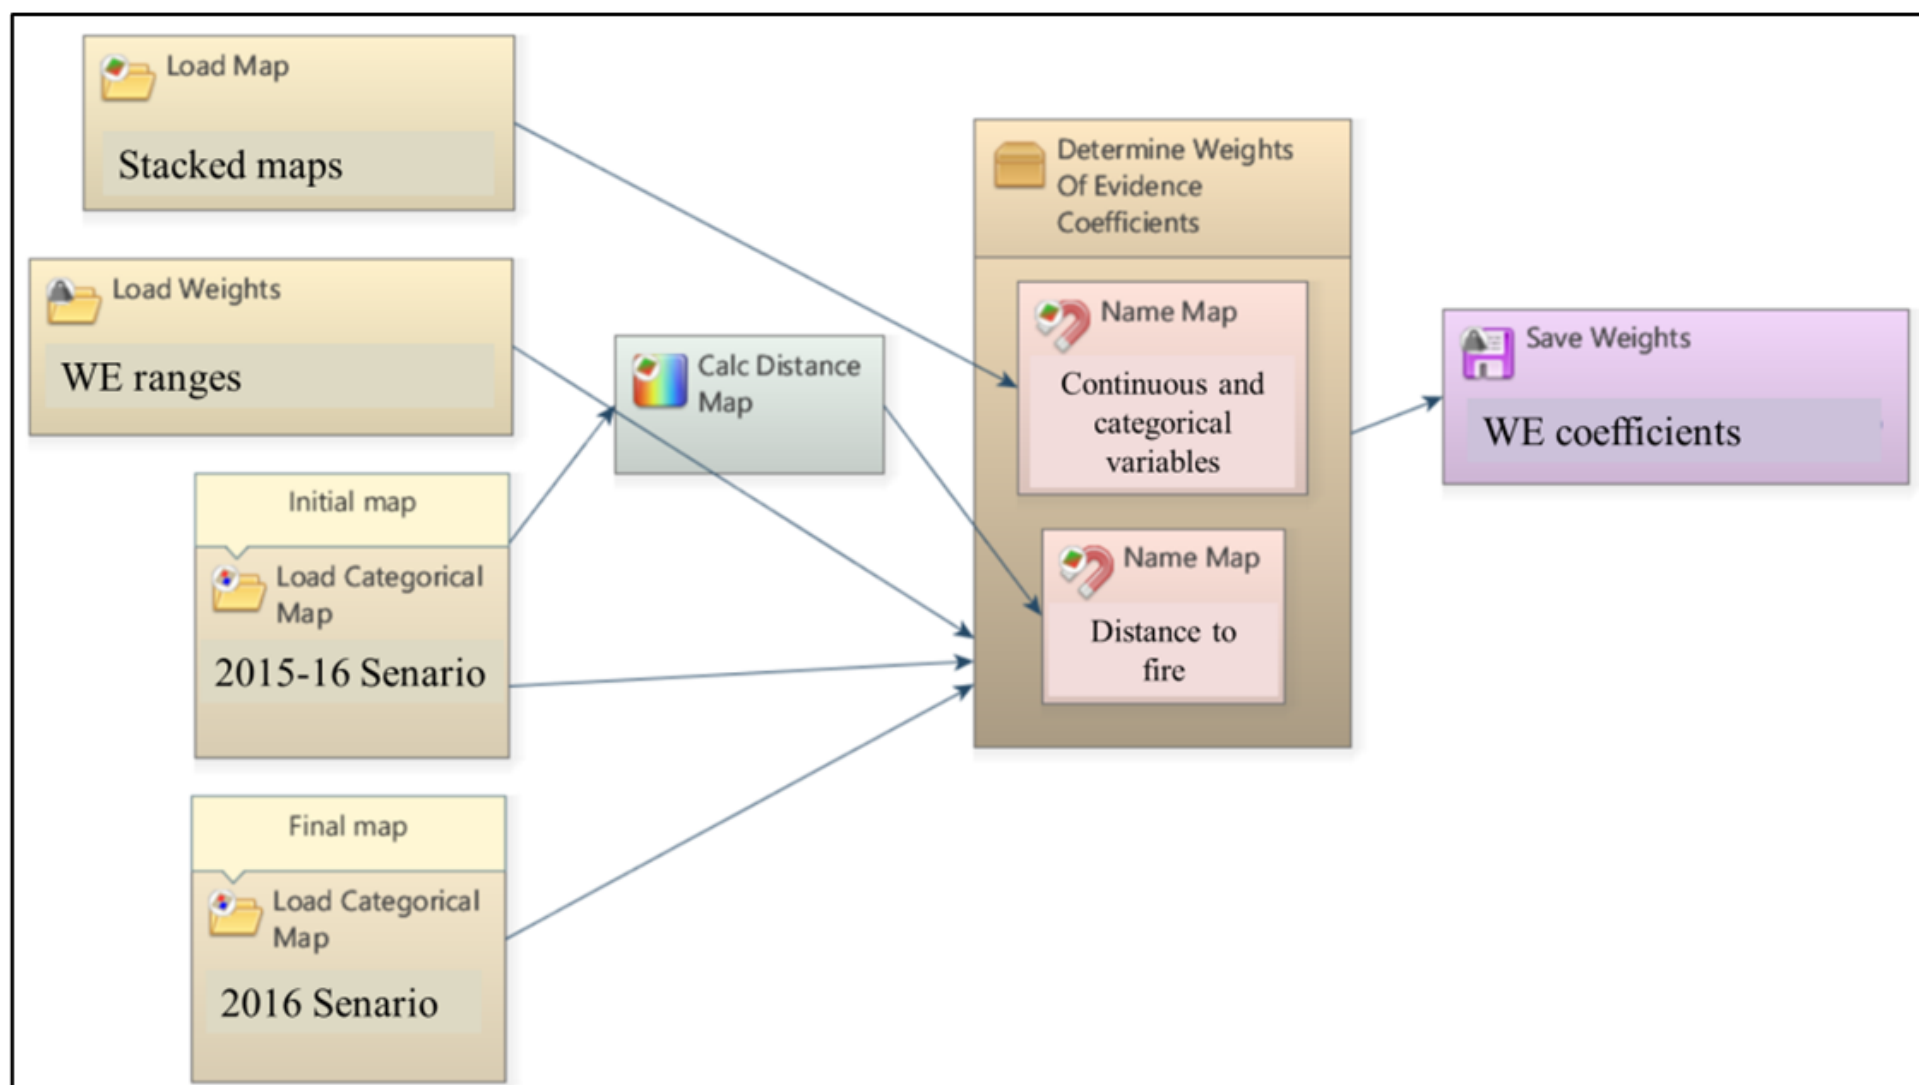 Load Map
Stacked maps
Load Weights
WE ranges
Initial map
Load Categorical
Map
2015-16 Senario
Final map
Load Categorical
Map
2016 Senario
Calc Distance
Map
Determine Weights
Of Evidence
Coefficients
Name Map
Continuous and
categorical
variables
Name Map
Distance to
fire
Save Weights
WE coefficients